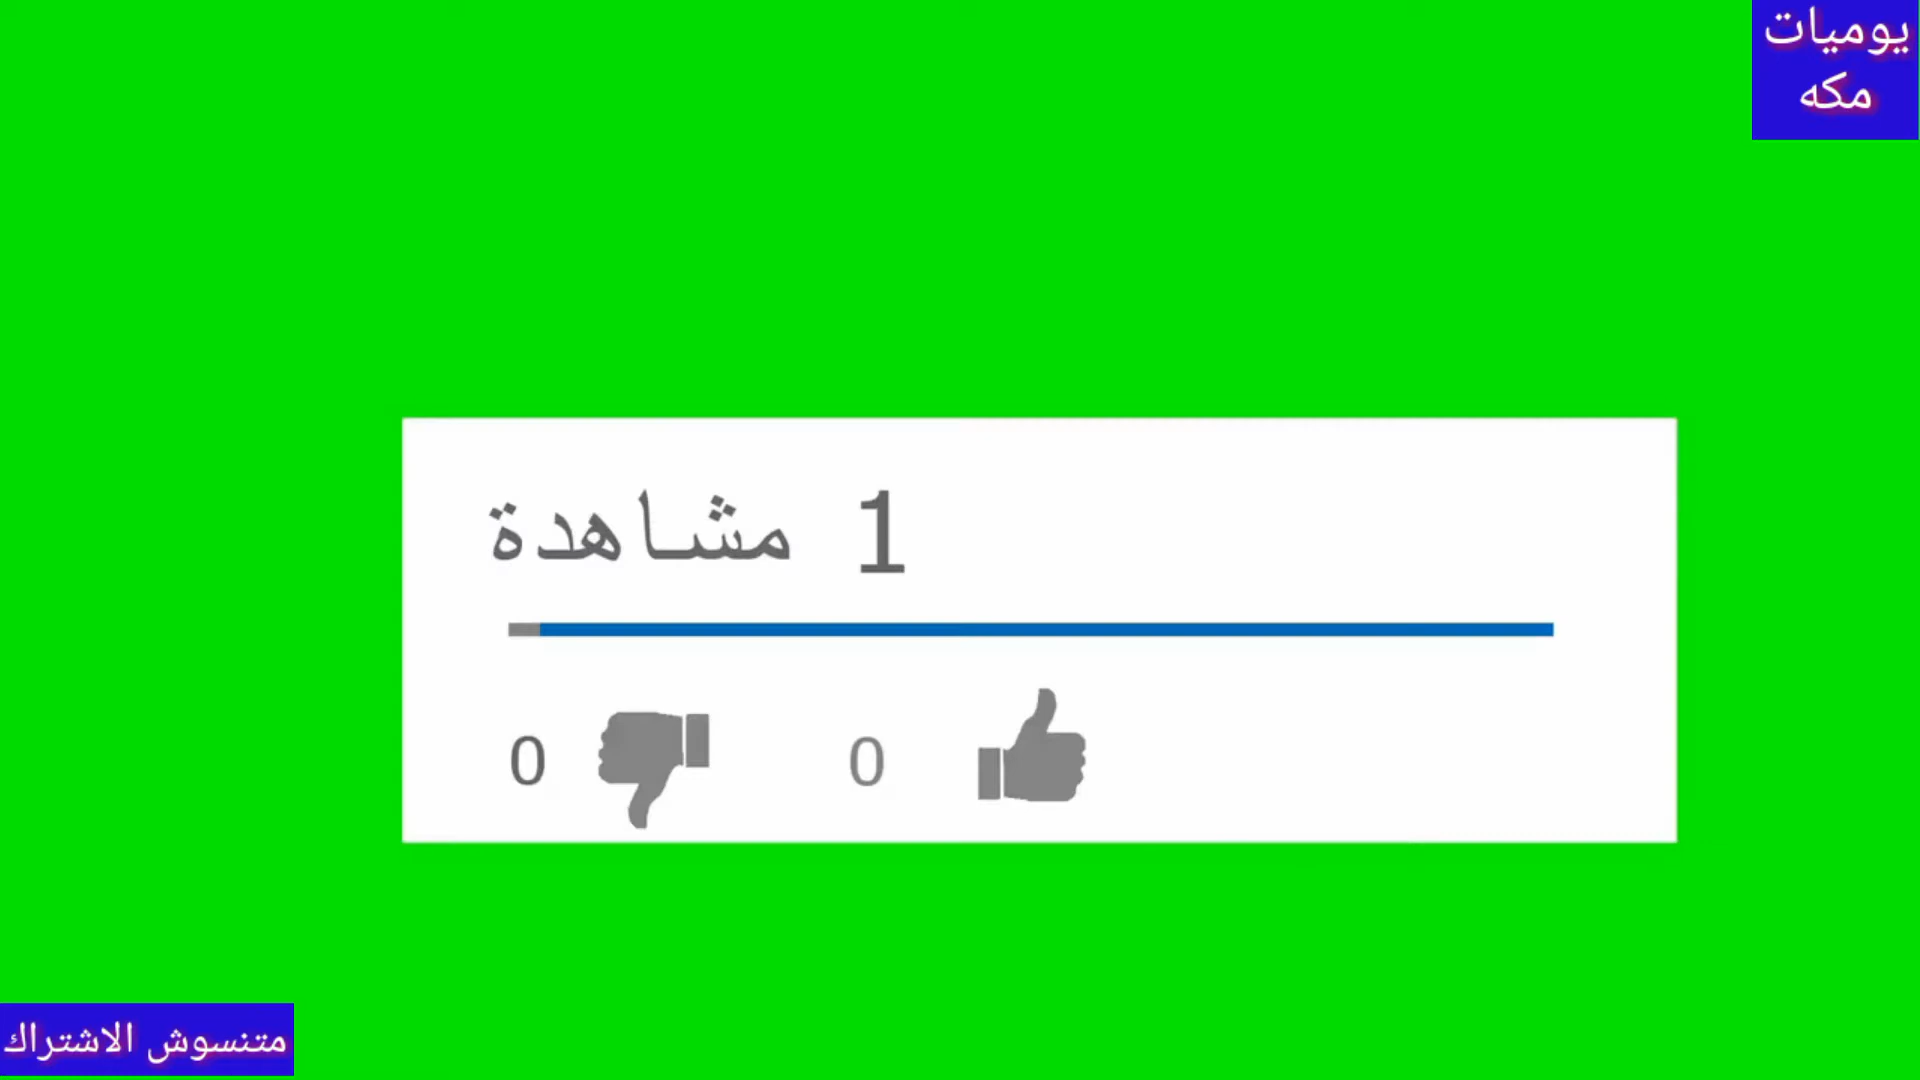 يوميات
مكه
1 مشاهدة
0 0
متنسوش الاشتراك